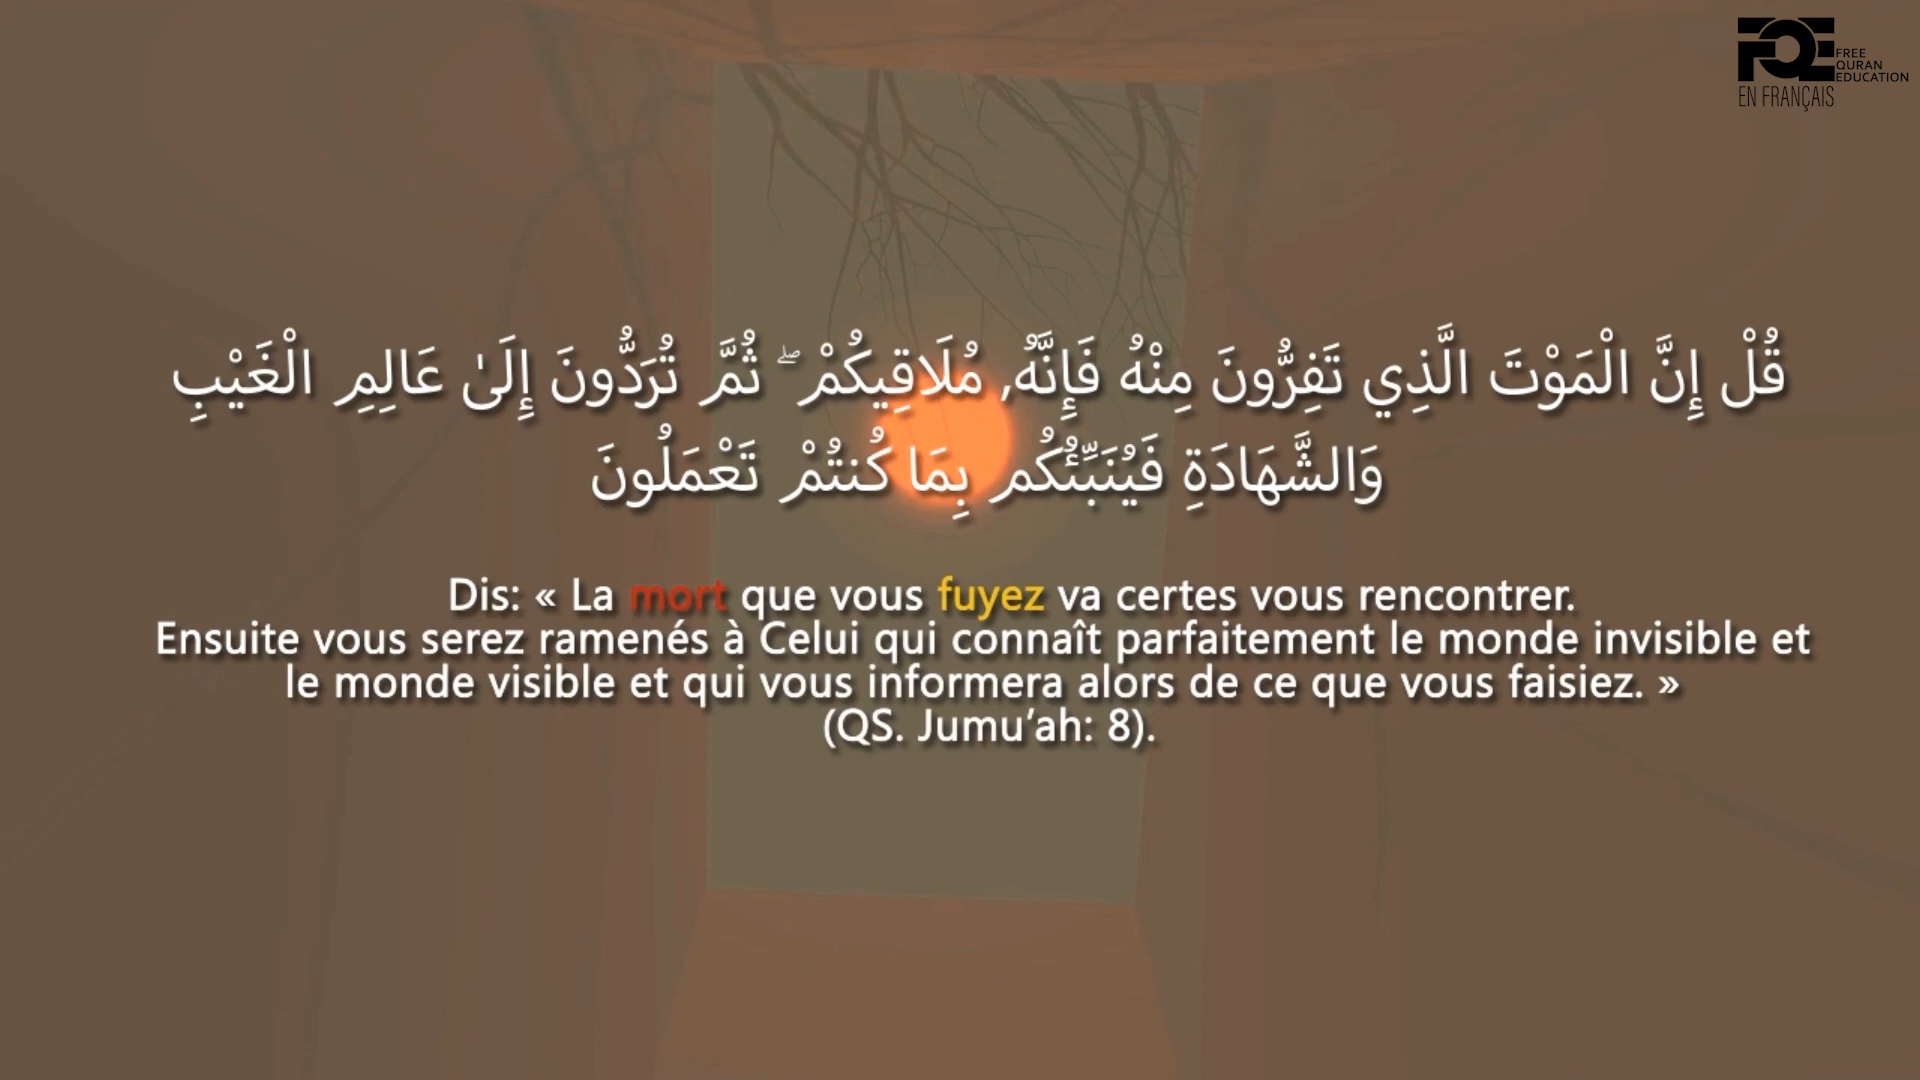 FREE
QURAN
EDUCATION
EN FRANÇAIS
قُلْ إِنَّ الْمَوْتَ الَّذِي تَفِرُّونَ مِنْهُ فَإِنَّهُ, مُلَاقِيكُمْ ۖ ثُمَّ تُرَدُّونَ إِلَىٰ عَالِمِ الْغَيْبِ
وَالشَّهَادَةِ فَيُنَبِّئُكُم بِمَا كُنتُمْ تَعْمَلُونَ
Dis: « La mort que vous fuyez va certes vous rencontrer.
Ensuite vous serez ramenés à Celui qui connaît parfaitement le monde invisible et
le monde visible et qui vous informera alors de ce que vous faisiez. »
(QS. Jumu’ah: 8).